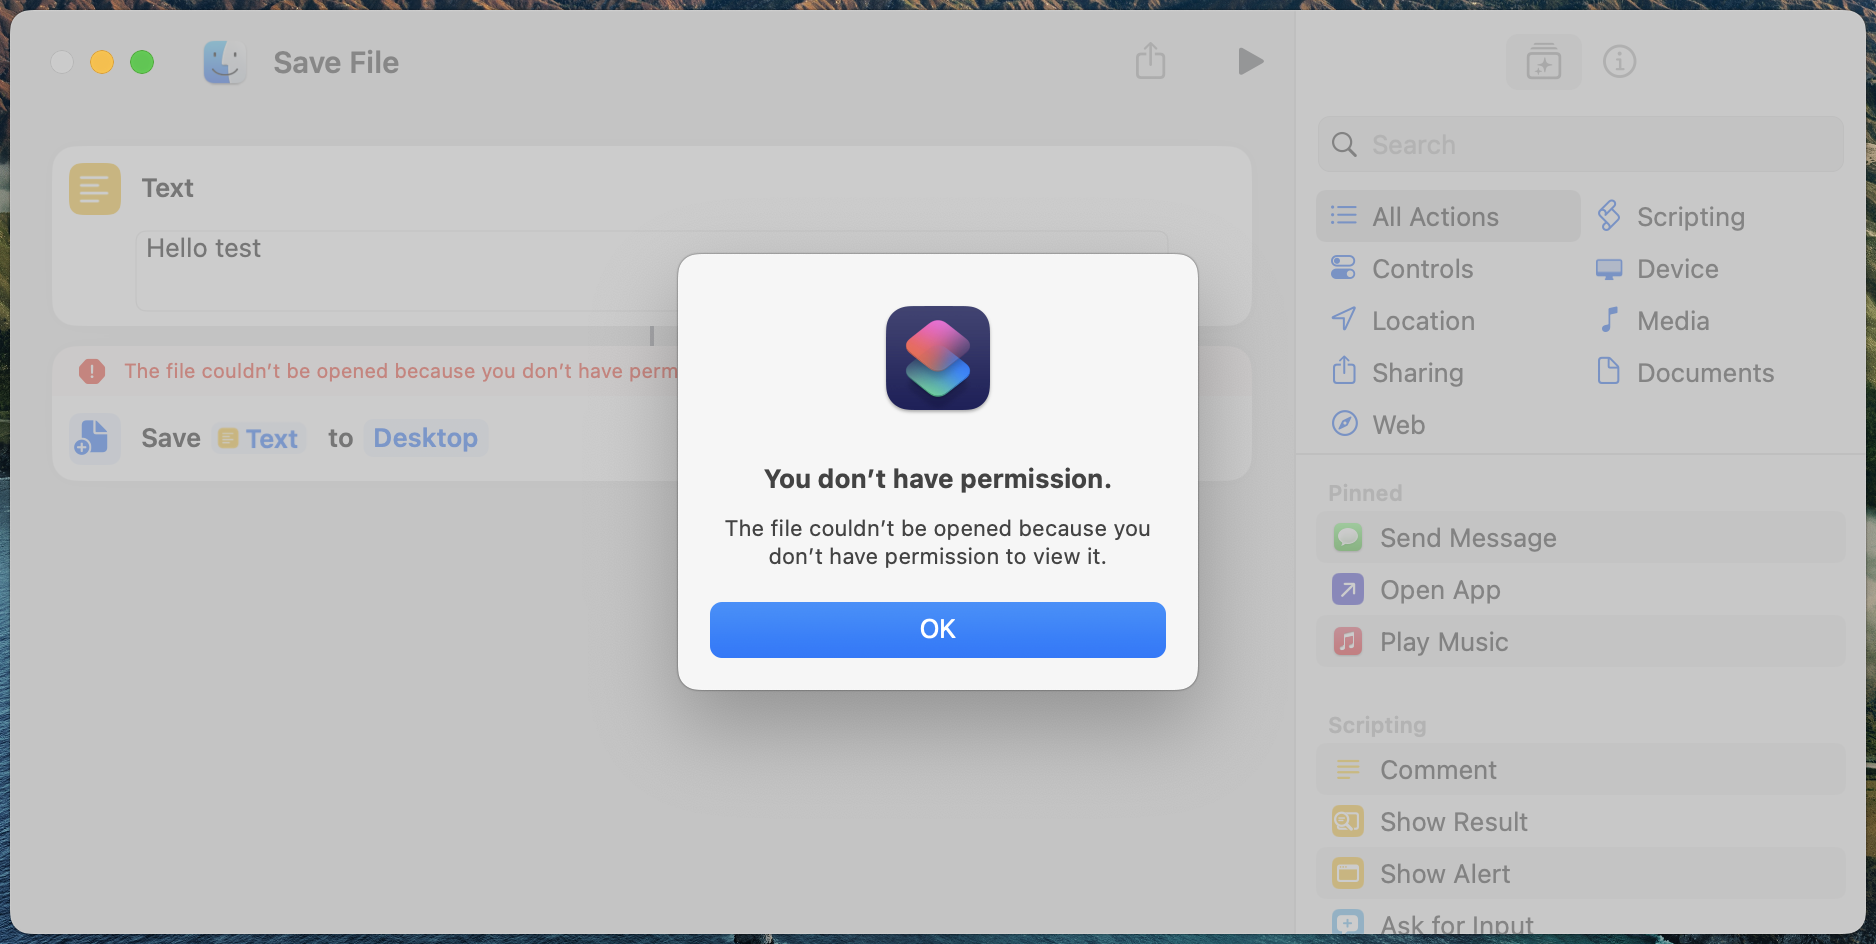 Save File
Text
Hello test
The file couldn't be opened because you don't have perm
Save Text to Desktop
You don't have permission.
The file couldn't be opened because you
don't have permission to view it.
OK
Search
All Actions
Scripting
Controls
Device
Location
Media
Sharing
Documents
Web
Pinned
Send Message
Open App
Play Music
Scripting
Comment
Show Result
Show Alert
Ask for Input